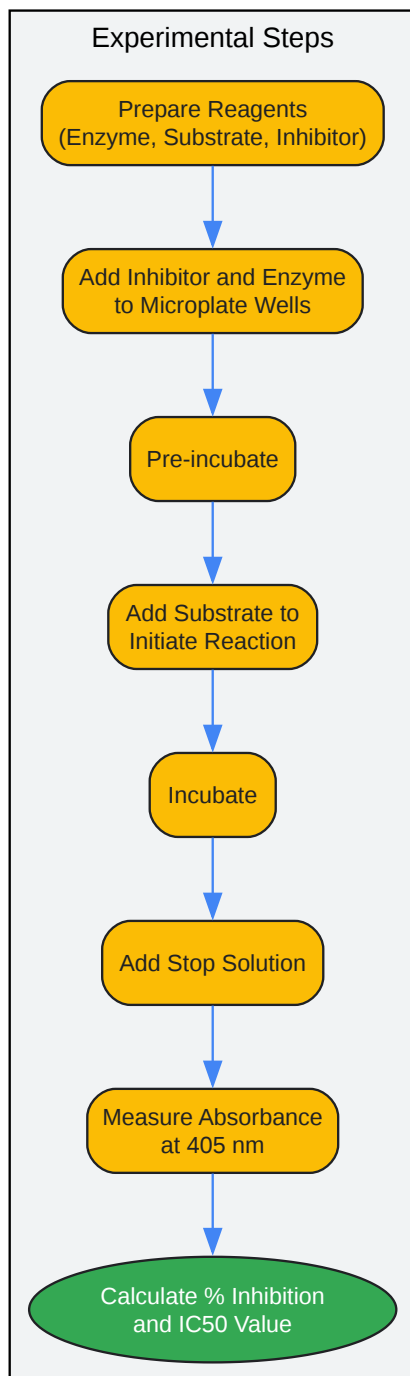 Experimental Steps
Prepare Reagents
(Enzyme, Substrate, Inhibitor)
Add Inhibitor and Enzyme
to Microplate Wells
Pre-incubate
Add Substrate to
Initiate Reaction
Incubate
Add Stop Solution
Measure Absorbance
at 405 nm
Calculate % Inhibition
and IC50 Value